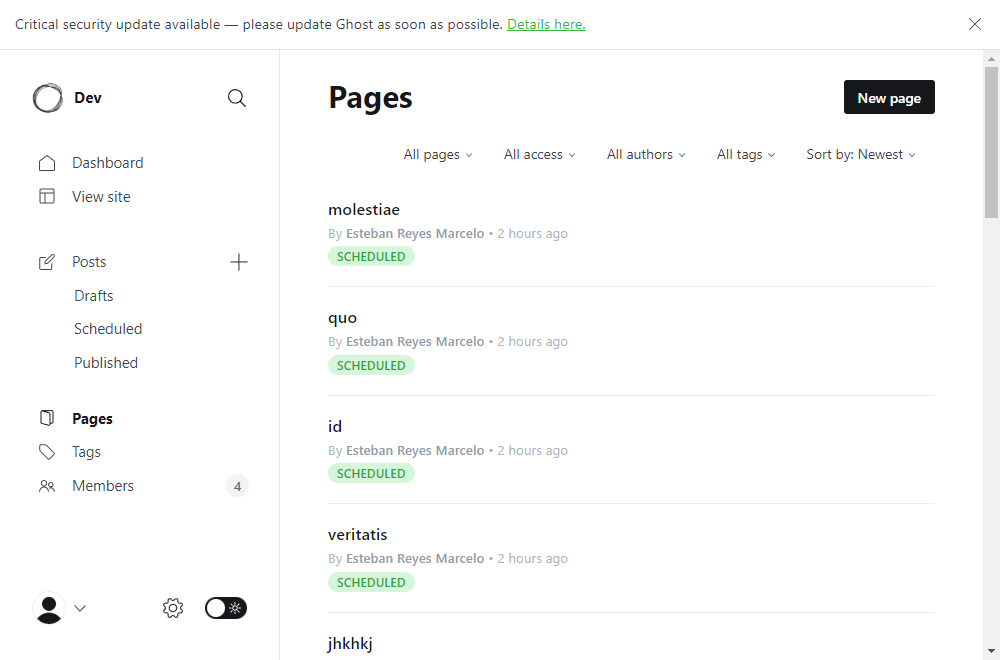 Critical security update available — please update Ghost as soon as possible. Details here.
Dev
Dashboard
View site
Posts
Drafts
Scheduled
Published
Pages
Tags
Members
4
Pages
New page
All pages
All access
All authors
All tags
Sort by: Newest
molestiae
By Esteban Reyes Marcelo • 2 hours ago
SCHEDULED
quo
By Esteban Reyes Marcelo • 2 hours ago
SCHEDULED
id
By Esteban Reyes Marcelo • 2 hours ago
SCHEDULED
veritatis
By Esteban Reyes Marcelo • 2 hours ago
SCHEDULED
jhkhkj